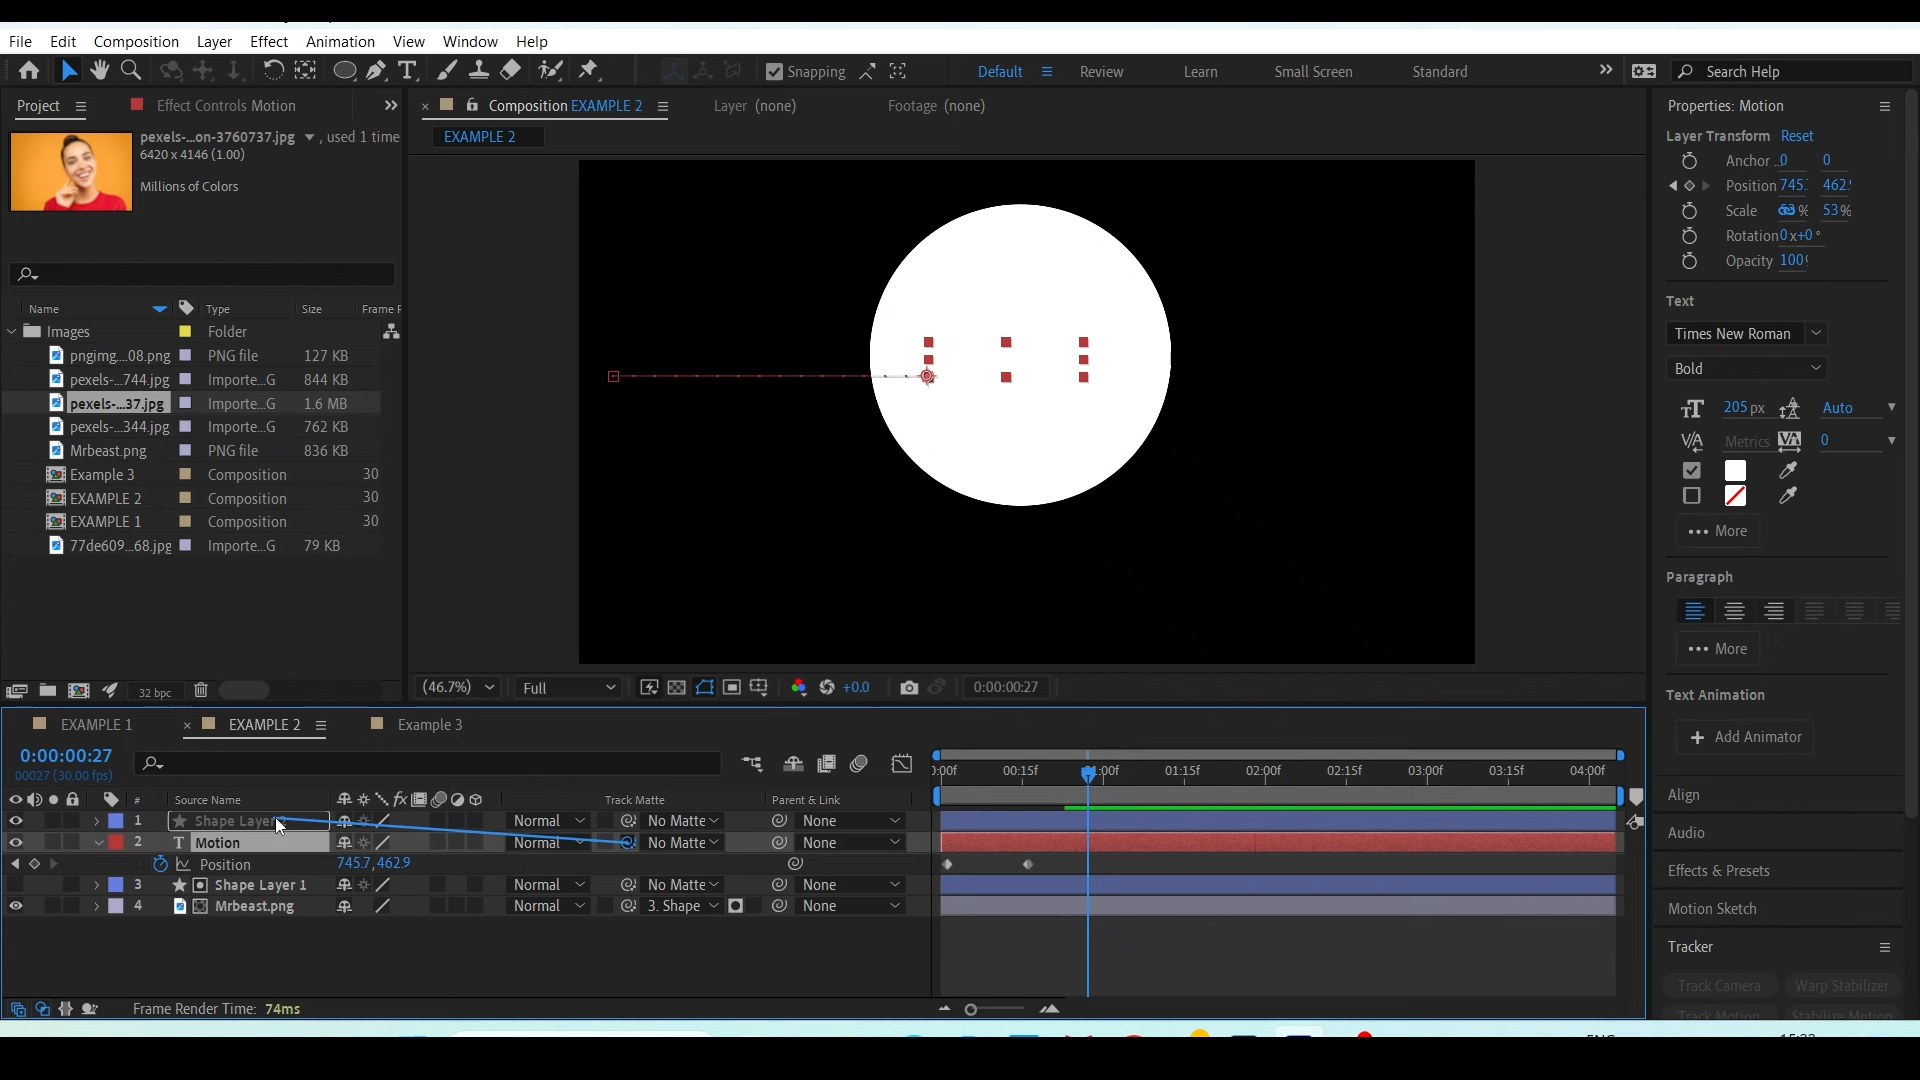 File Edit Composition Layer Effect Animation View Window Help
Snapping Default Review Learn Small Screen Standard Search Help
Project Effect Controls Motion
pexels-...on-3760737.jpg , used 1 time
6420 x 4146 (1.00)
Millions of Colors
Name Type Size Frame R
Images Folder
pngimg....08.png PNG file 127 KB
pexels-...744.jpg Importe...G 844 KB
pexels-...37.jpg Importe...G 1.6 MB
pexels-...344.jpg Importe...G 762 KB
Mrbeast.png PNG file 836 KB
Example 3 Composition 30
EXAMPLE 2 Composition 30
EXAMPLE 1 Composition 30
77de609...68.jpg Importe...G 79 KB
32 bpc
Composition EXAMPLE 2 Layer (none) Footage (none)
EXAMPLE 2
(46.7%) Full +0.0 0:00:00:27
Properties: Motion
Layer Transform Reset
Anchor .. 0 0
Position 745. 462.
Scale 53% 53%
Rotation 0x+0°
Opacity 100
Text
Times New Roman
Bold
205 px Auto
Metrics 0
More
Paragraph
More
Text Animation
+ Add Animator
Align
Audio
Effects & Presets
Motion Sketch
Tracker
Track Camera Warp Stabilizer
Track Motion Stabilize Motion
EXAMPLE 1 EXAMPLE 2 Example 3
0:00:00:27
00027 (30.00 fps)
0:00f 00:15f 01:00f 01:15f 02:00f 02:15f 03:00f 03:15f 04:00f
# Source Name Track Matte Parent & Link
1 Shape Layer Normal No Matte None
2 T Motion Normal No Matte None
Position 745.7,462.9
3 Shape Layer 1 Normal No Matte None
4 Mrbeast.png Normal 3. Shape None
Frame Render Time: 74ms